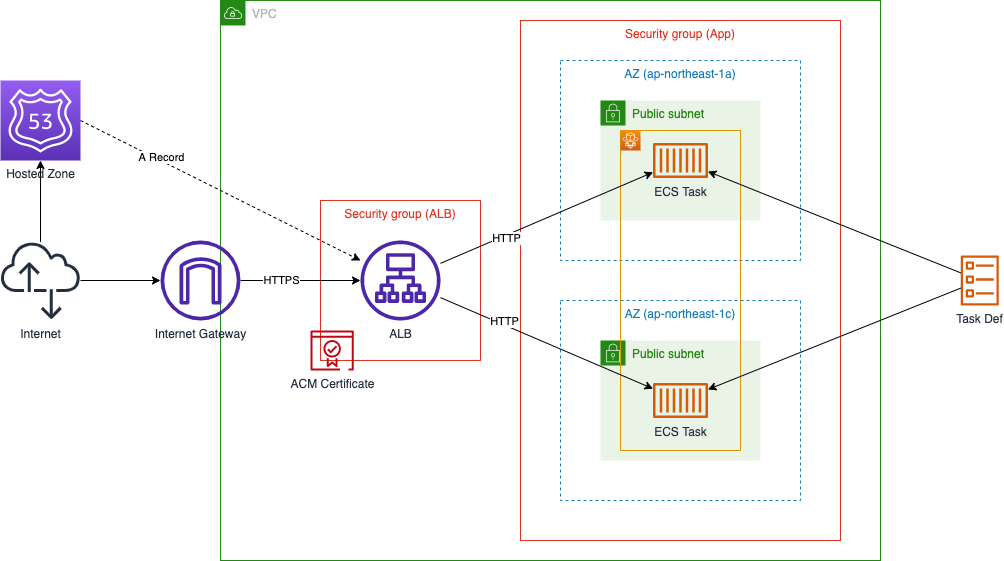 VPC
Security group (App)
AZ (ap-northeast-1a)
Public subnet
53
A Record
Hosted Zone
ECS Task
Security group (ALB)
HTTP
HTTPS
Internet
Internet Gateway
ALB
AZ (ap-northeast-1c)
HTTP
Task Def
Public subnet
ACM Certificate
ECS Task